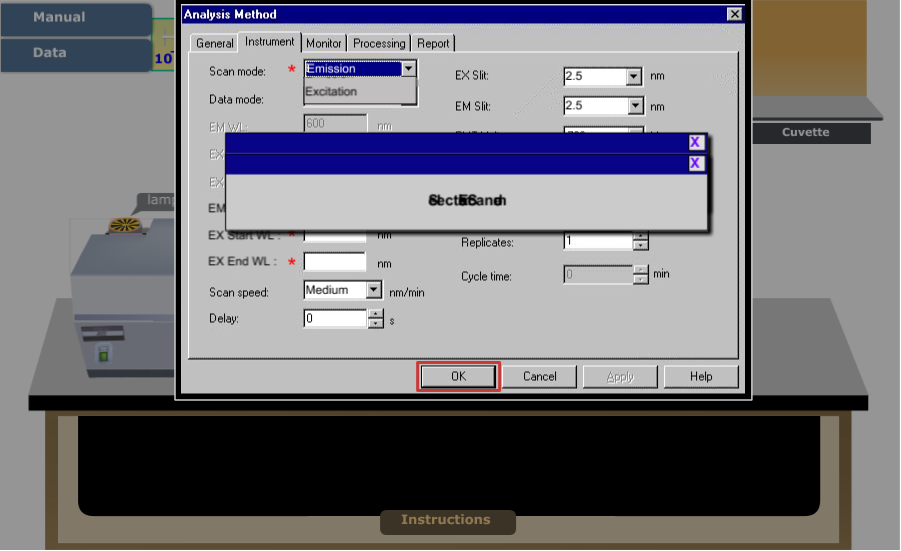 Manual
Data
10
Analysis Method
General Instrument Monitor Processing Report
Scan mode: * Emission
Excitation
Data mode:
EM WL: 600 nm
EX
EX
EM
EX Start WL : * nm
EX End WL : * nm
Scan speed: Medium nm/min
Delay: 0 s
EX Slit: 2.5 nm
EM Slit: 2.5 nm
X
X
Replicates: 1
Cycle time: 0 min
OK Cancel Apply Help
Cuvette
lamp
Instructions